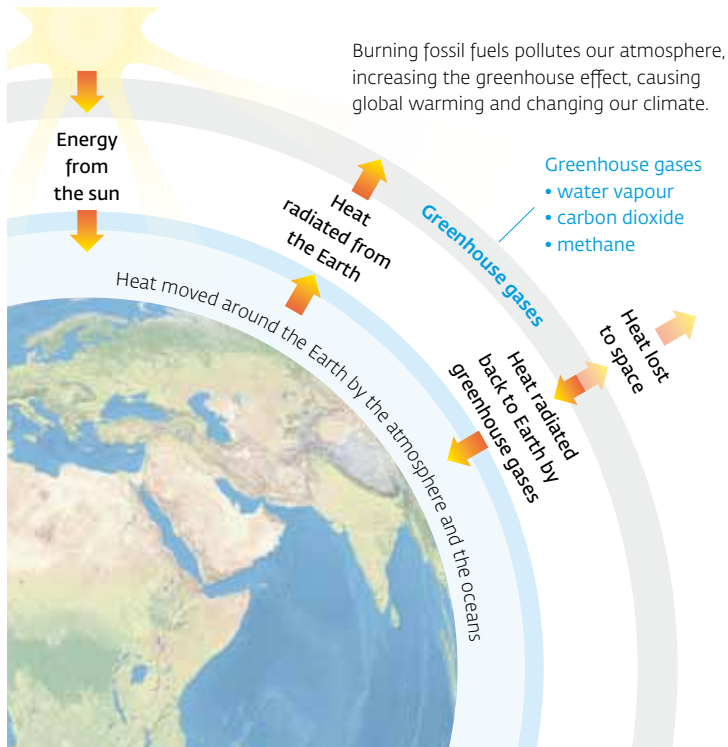 Burning fossil fuels pollutes our atmosphere,
increasing the greenhouse effect, causing
global warming and changing our climate.
Energy
from
the sun
Heat
radiated from
the Earth
Greenhouse gases
Greenhouse gases
• water vapour
• carbon dioxide
• methane
Heat moved around the Earth by the atmosphere and the oceans
Heat radiated
back to Earth by
greenhouse gases
Heat lost
to space